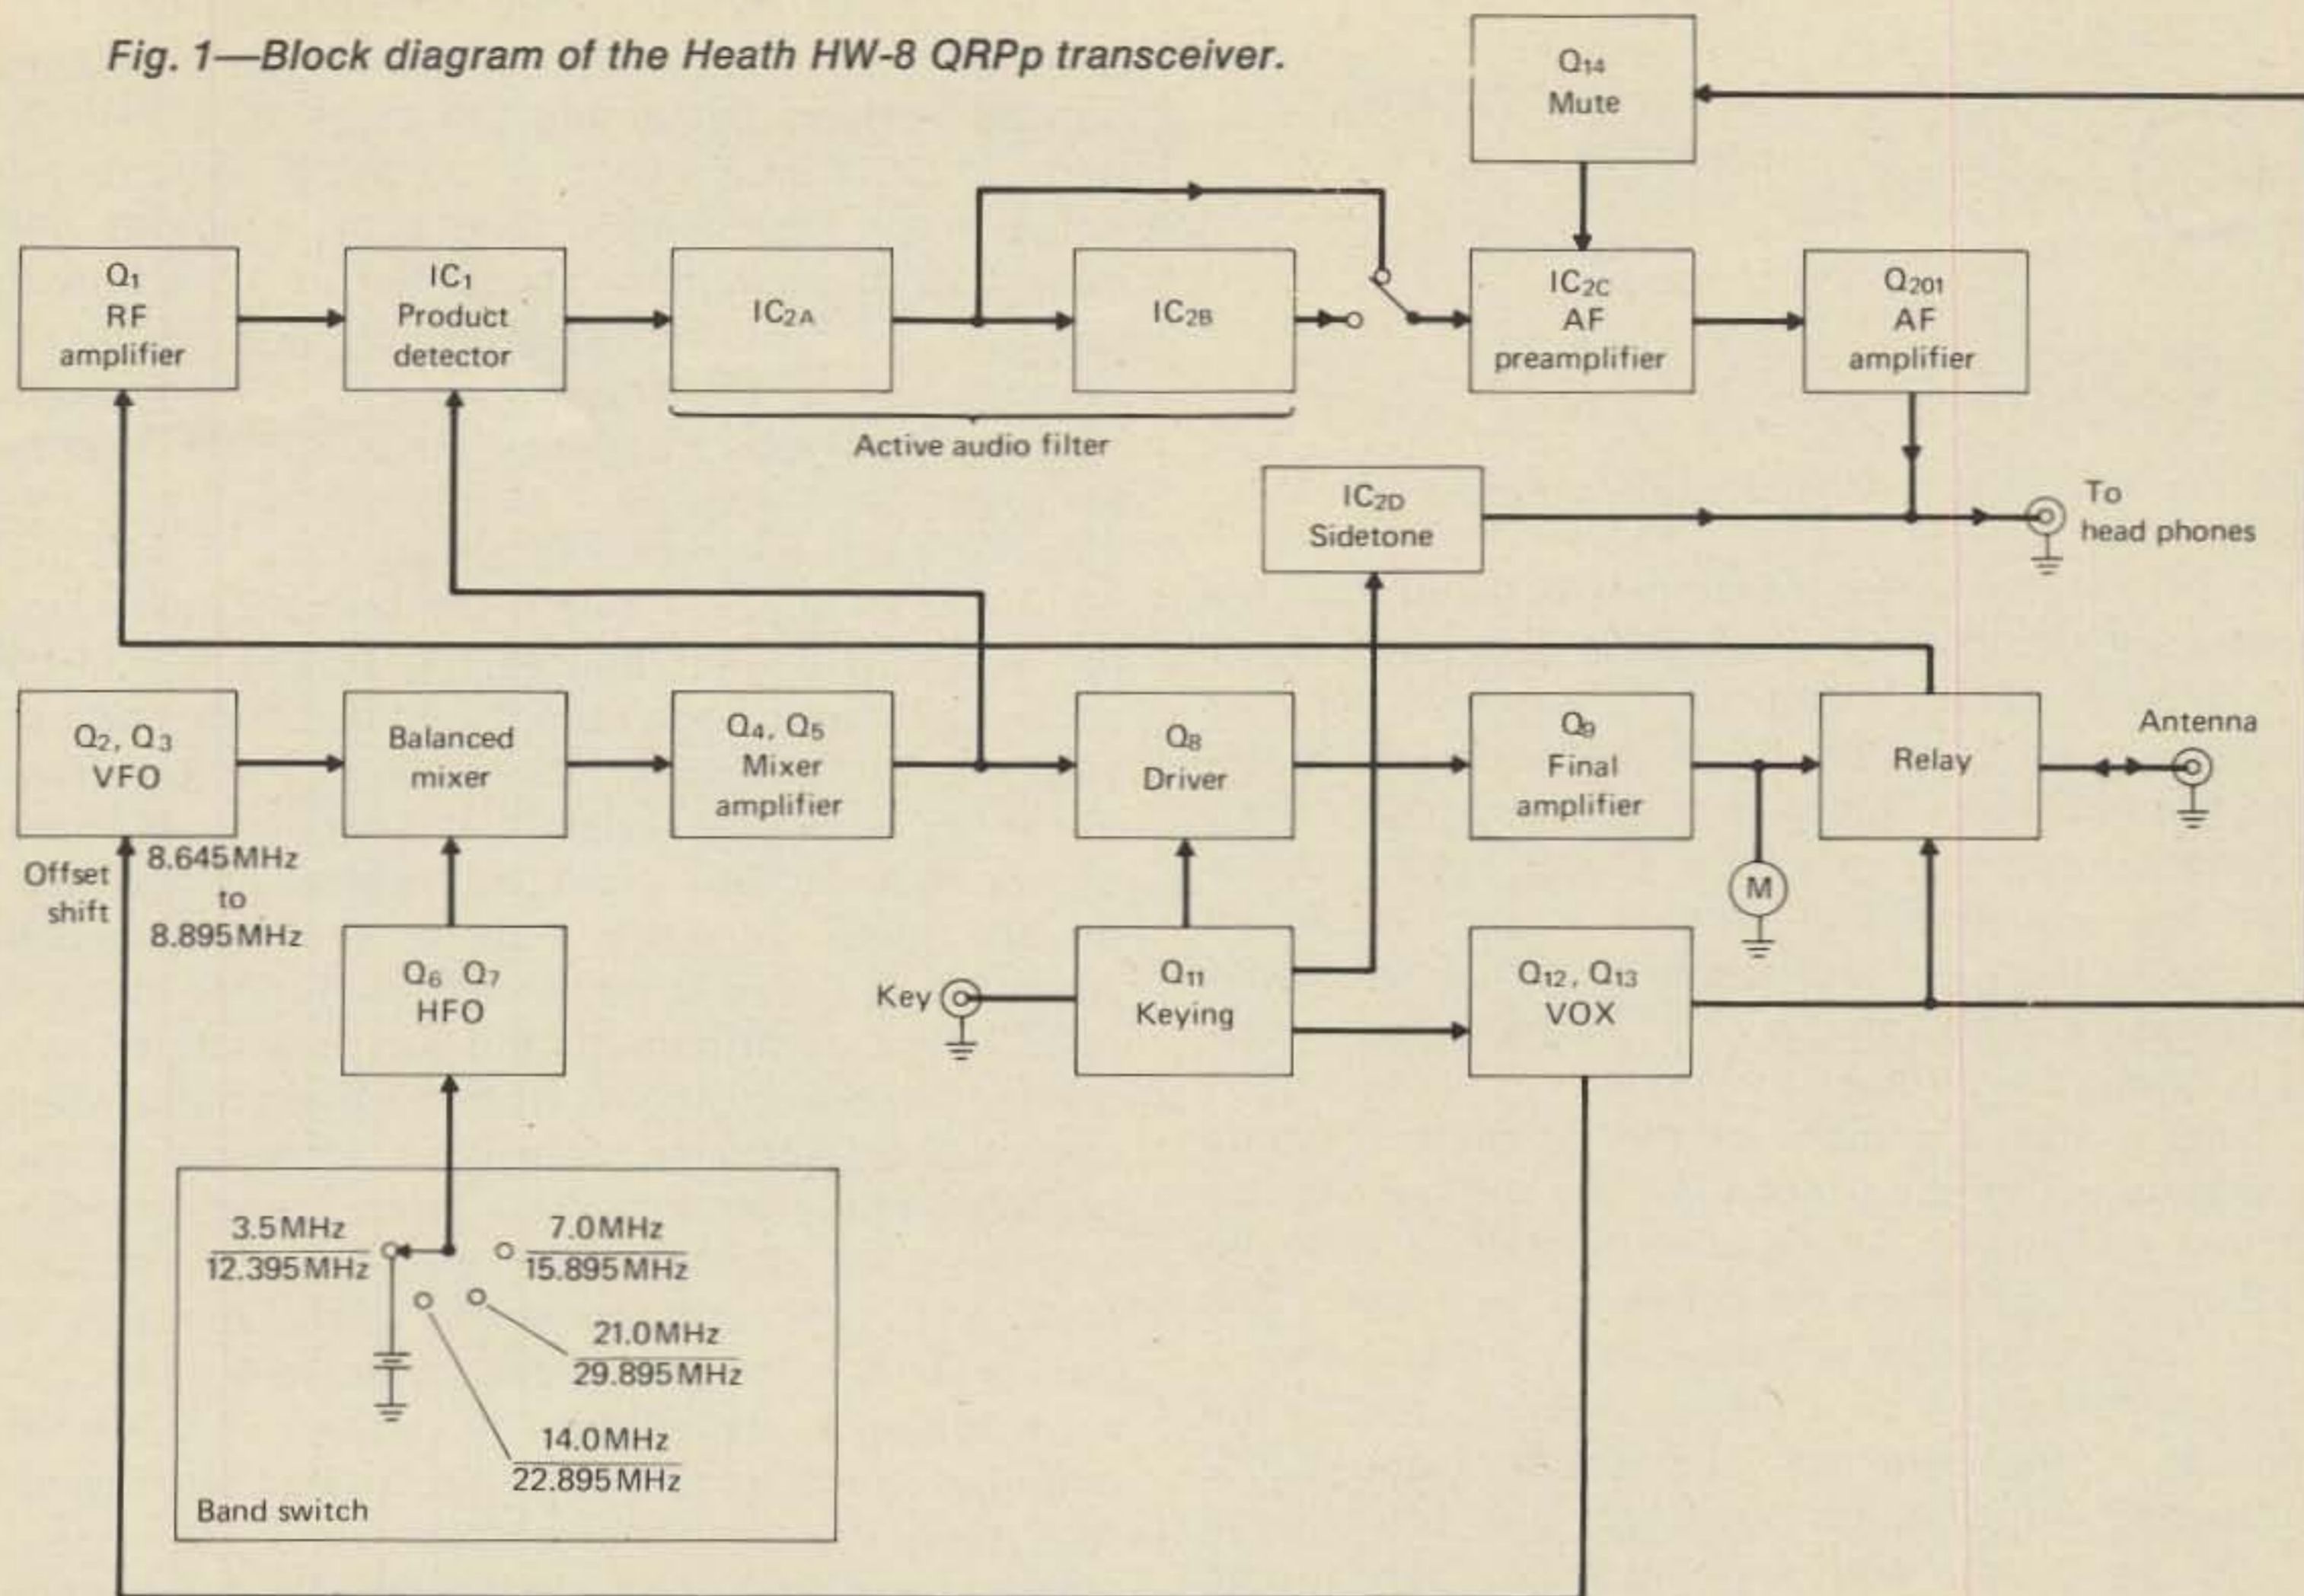 Fig. 1—Block diagram of the Heath HW-8 QRPp transceiver.
Q14
Mute
Q1
RF
amplifier
IC1
Product
detector
IC2A
IC2B
IC2C
AF
preamplifier
Q201
AF
amplifier
Active audio filter
IC2D
Sidetone
To
head phones
Q2, Q3
VFO
Balanced
mixer
Q4, Q5
Mixer
amplifier
Q8
Driver
Q9
Final
amplifier
Relay
Antenna
Offset
shift
8.645MHz
to
8.895MHz
M
Q6 Q7
HFO
Key
Q11
Keying
Q12, Q13
VOX
3.5MHz
12.395MHz
7.0MHz
15.895MHz
21.0MHz
29.895MHz
14.0MHz
22.895MHz
Band switch